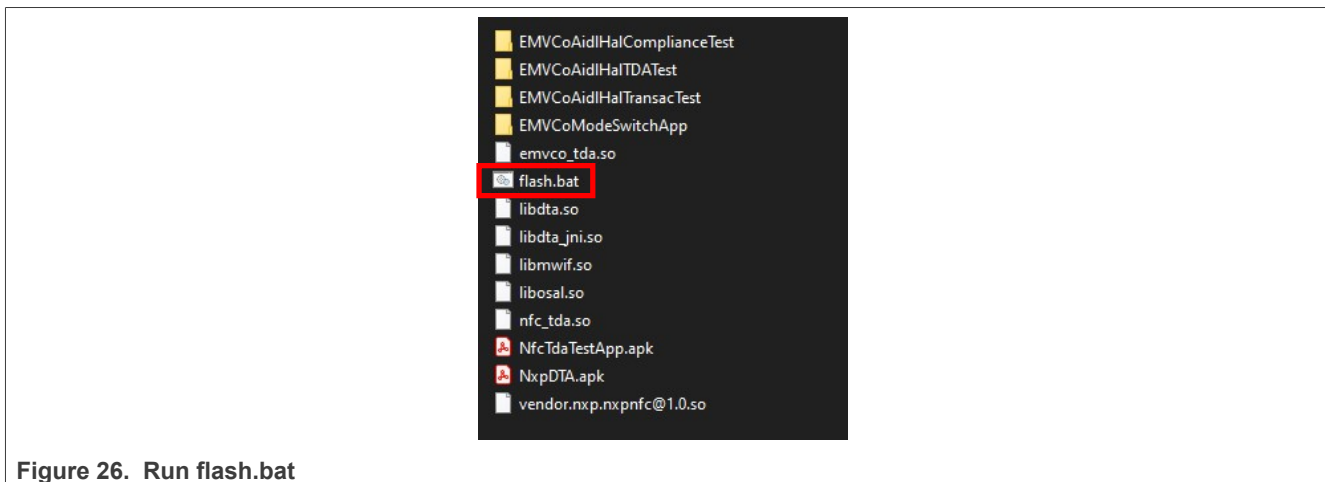 EMVCoAidlHalComplianceTest
EMVCoAidlHalTDATest
EMVCoAidlHalTransacTest
EMVCoModeSwitchApp
emvco_tda.so
flash.bat
libdta.so
libdta_jni.so
libmwif.so
libosal.so
nfc_tda.so
NfcTdaTestApp.apk
NxpDTA.apk
vendor.nxp.nxpnfc@1.0.so
Figure 26. Run flash.bat